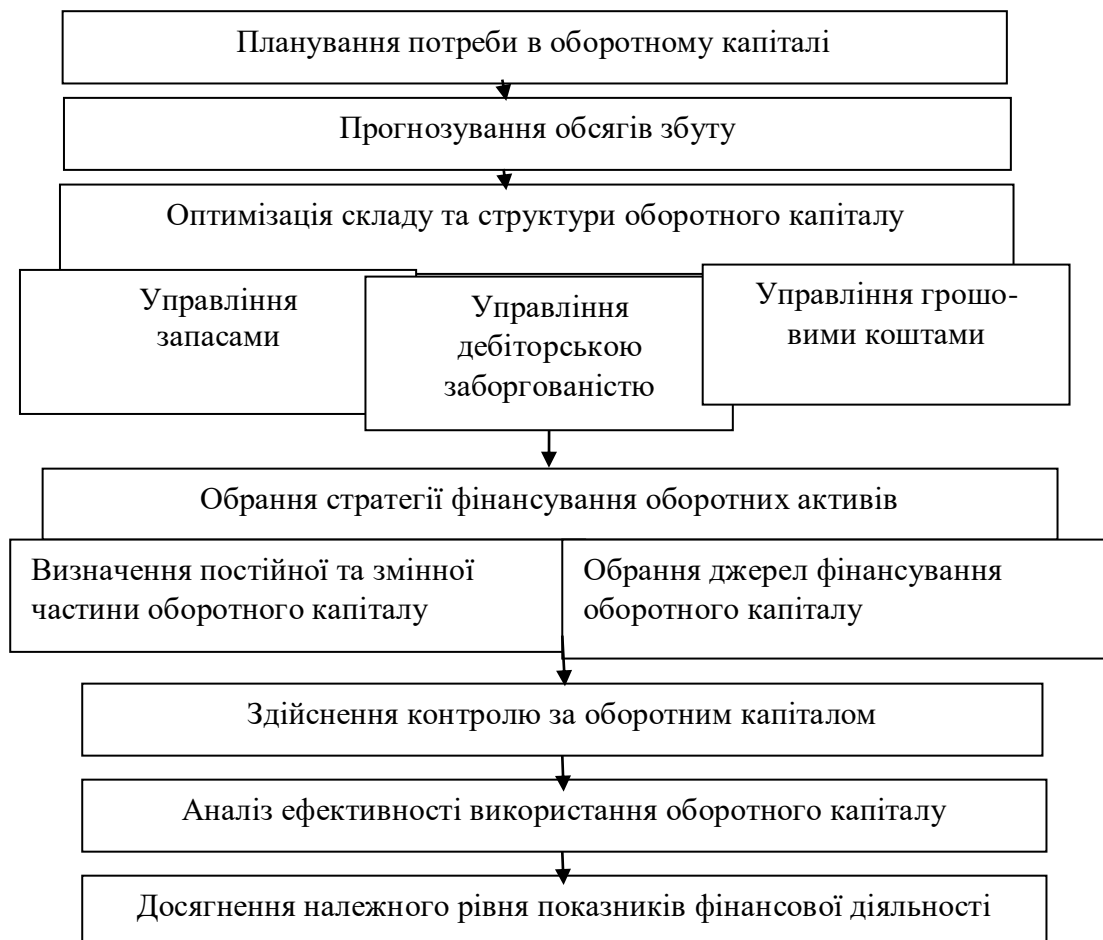 Планування потреби в оборотному капіталі
Прогнозування обсягів збуту
Оптимізація складу та структури оборотного капіталу
Управління
запасами
Управління
дебіторською
заборгованістю
Управління грошо-
вими коштами
Обрання стратегії фінансування оборотних активів
Визначення постійної та змінної
частини оборотного капіталу
Обрання джерел фінансування
оборотного капіталу
Здійснення контролю за оборотним капіталом
Аналіз ефективності використання оборотного капіталу
Досягнення належного рівня показників фінансової діяльності